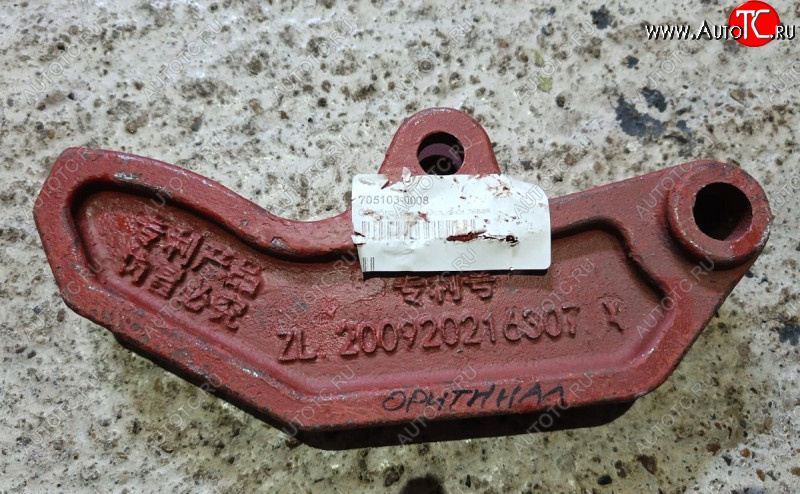 www.AutoTC.ru
705103-0008
专利产品
仿冒必究
专利号
ZL 200920216307. X
ОРИГИНАЛ